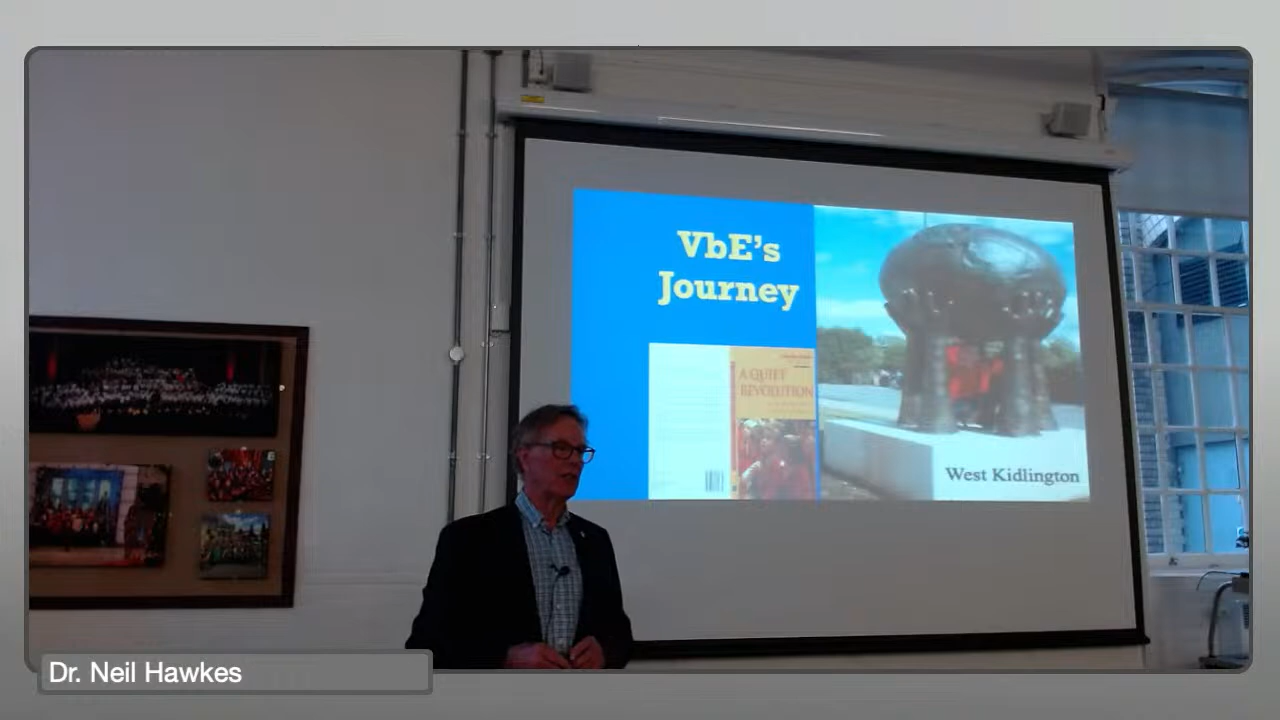 VbE's
Journey
A QUIET
REVOLUTION
West Kidlington
Dr. Neil Hawkes